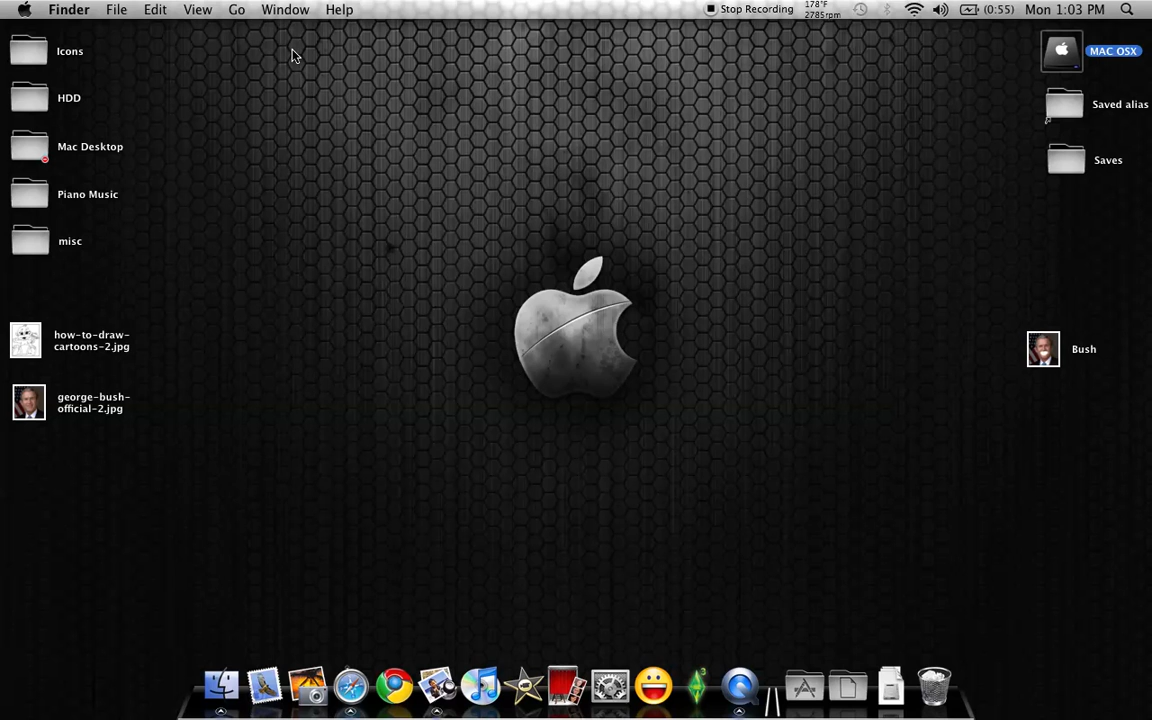 Finder File Edit View Go Window Help
Stop Recording
178°F
2785rpm
(0:55) Mon 1:03 PM
Icons
HDD
Mac Desktop
Piano Music
misc
how-to-draw-
cartoons-2.jpg
george-bush-
official-2.jpg
MAC OSX
Saved alias
Saves
Bush
3